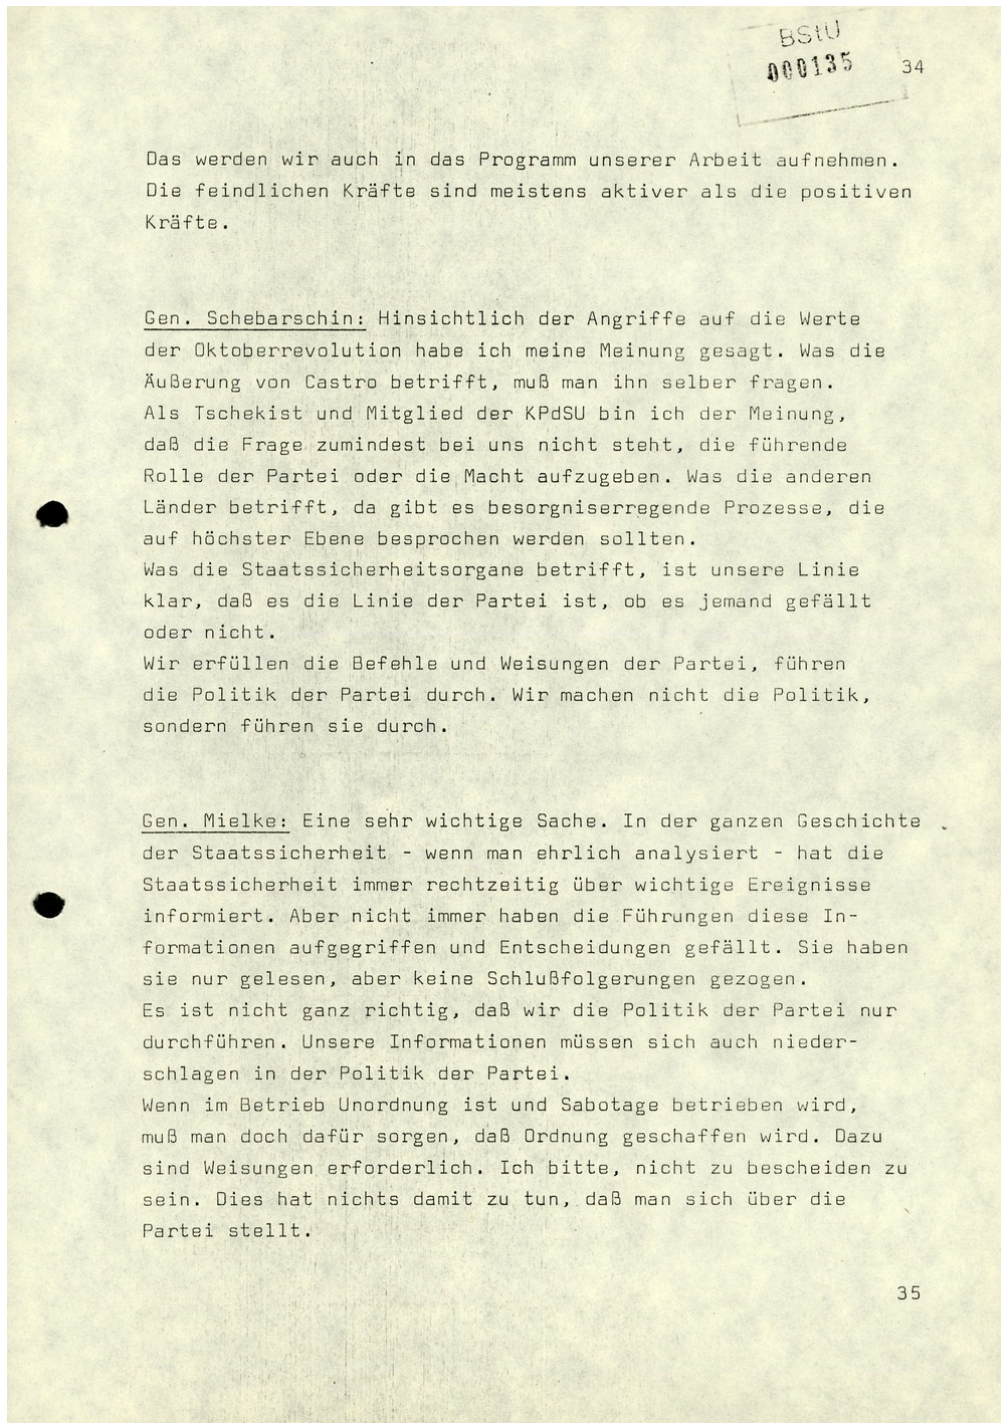 BStU
000135
34
Das werden wir auch in das Programm unserer Arbeit aufnehmen.
Die feindlichen Kräfte sind meistens aktiver als die positiven
Kräfte.
Gen. Schebarschin: Hinsichtlich der Angriffe auf die Werte
der Oktoberrevolution habe ich meine Meinung gesagt. Was die
Äußerung von Castro betrifft, muß man ihn selber fragen.
Als Tschekist und Mitglied der KPdSU bin ich der Meinung,
daß die Frage zumindest bei uns nicht steht, die führende
Rolle der Partei oder die Macht aufzugeben. Was die anderen
Länder betrifft, da gibt es besorgniserregende Prozesse, die
auf höchster Ebene besprochen werden sollten.
Was die Staatssicherheitsorgane betrifft, ist unsere Linie
klar, daß es die Linie der Partei ist, ob es jemand gefällt
oder nicht.
Wir erfüllen die Befehle und Weisungen der Partei, führen
die Politik der Partei durch. Wir machen nicht die Politik,
sondern führen sie durch.
Gen. Mielke: Eine sehr wichtige Sache. In der ganzen Geschichte
der Staatssicherheit - wenn man ehrlich analysiert - hat die
Staatssicherheit immer rechtzeitig über wichtige Ereignisse
informiert. Aber nicht immer haben die Führungen diese In-
formationen aufgegriffen und Entscheidungen gefällt. Sie haben
sie nur gelesen, aber keine Schlußfolgerungen gezogen.
Es ist nicht ganz richtig, daß wir die Politik der Partei nur
durchführen. Unsere Informationen müssen sich auch nieder-
schlagen in der Politik der Partei.
Wenn im Betrieb Unordnung ist und Sabotage betrieben wird,
muß man doch dafür sorgen, daß Ordnung geschaffen wird. Dazu
sind Weisungen erforderlich. Ich bitte, nicht zu bescheiden zu
sein. Dies hat nichts damit zu tun, daß man sich über die
Partei stellt.
35